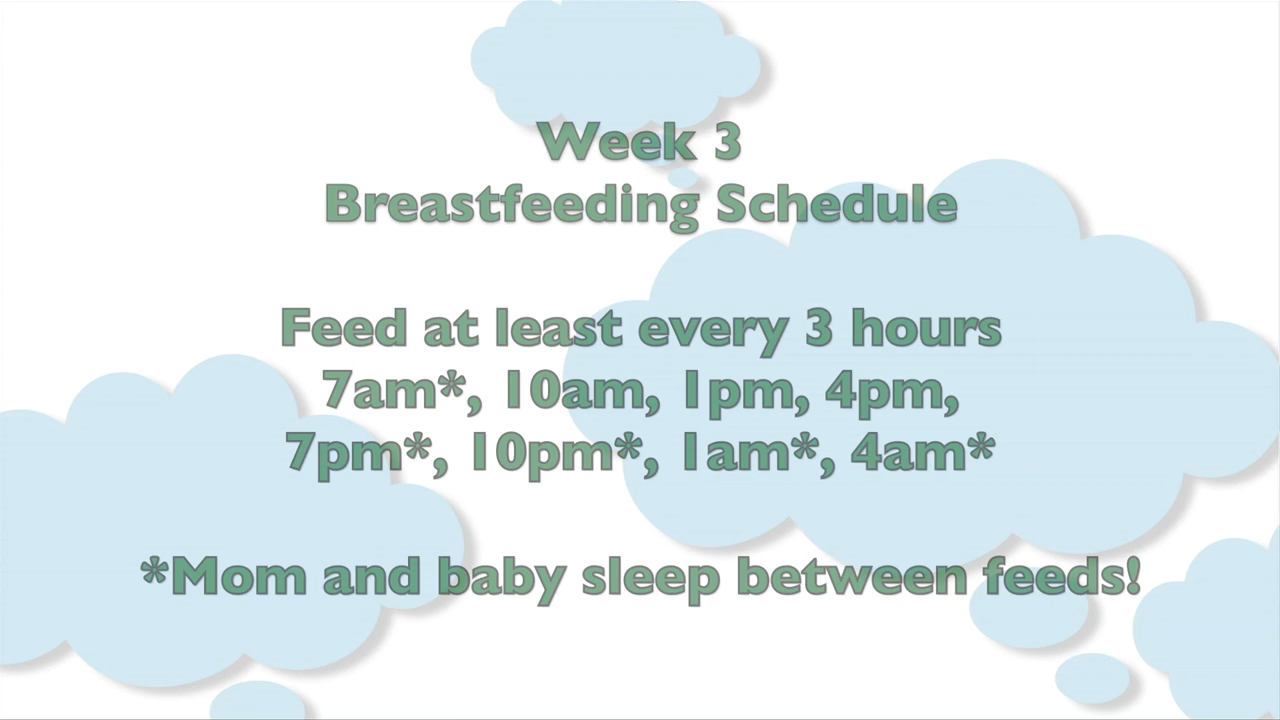 Week 3
Breastfeeding Schedule
Feed at least every 3 hours
7am*, 10am, 1pm, 4pm,
7pm*, 10pm*, 1am*, 4am*
*Mom and baby sleep between feeds!